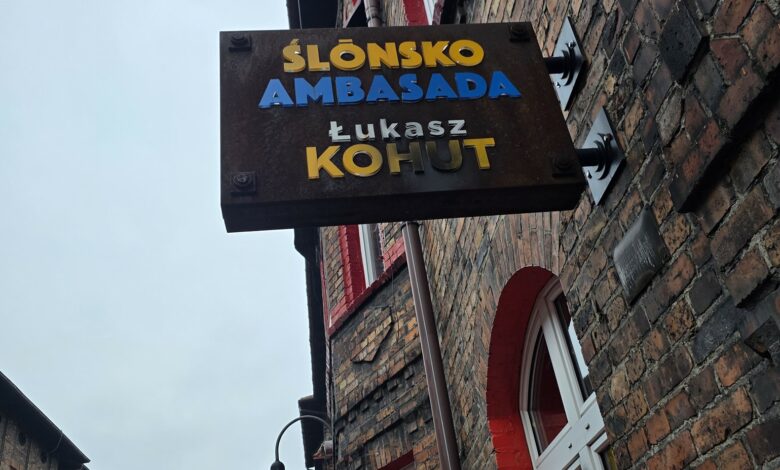 ŚLŌNSKO
AMBASADA
Łukasz
KOHUT